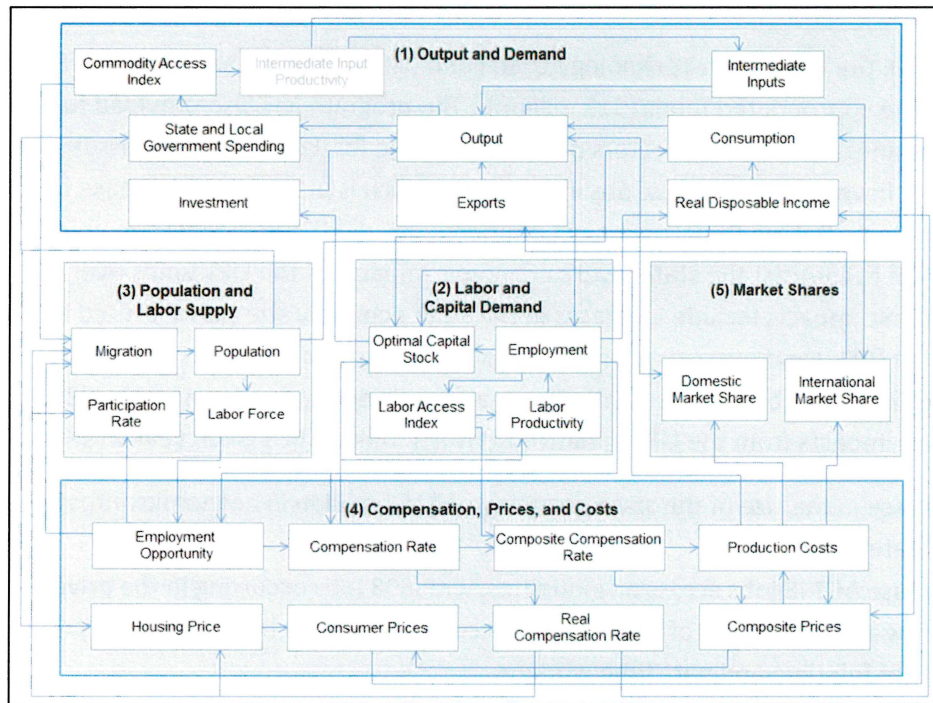 (1) Output and Demand
Commodity Access
Index
Intermediate Input
Productivity
Intermediate
Inputs
State and Local
Government Spending
Output
Consumption
Investment
Exports
Real Disposable Income
(3) Population and
Labor Supply
Migration
Population
Participation
Rate
Labor Force
(2) Labor and
Capital Demand
Optimal Capital
Stock
Employment
Labor Access
Index
Labor
Productivity
(5) Market Shares
Domestic
Market Share
International
Market Share
(4) Compensation, Prices, and Costs
Employment
Opportunity
Compensation Rate
Composite Compensation
Rate
Production Costs
Housing Price
Consumer Prices
Real
Compensation Rate
Composite Prices